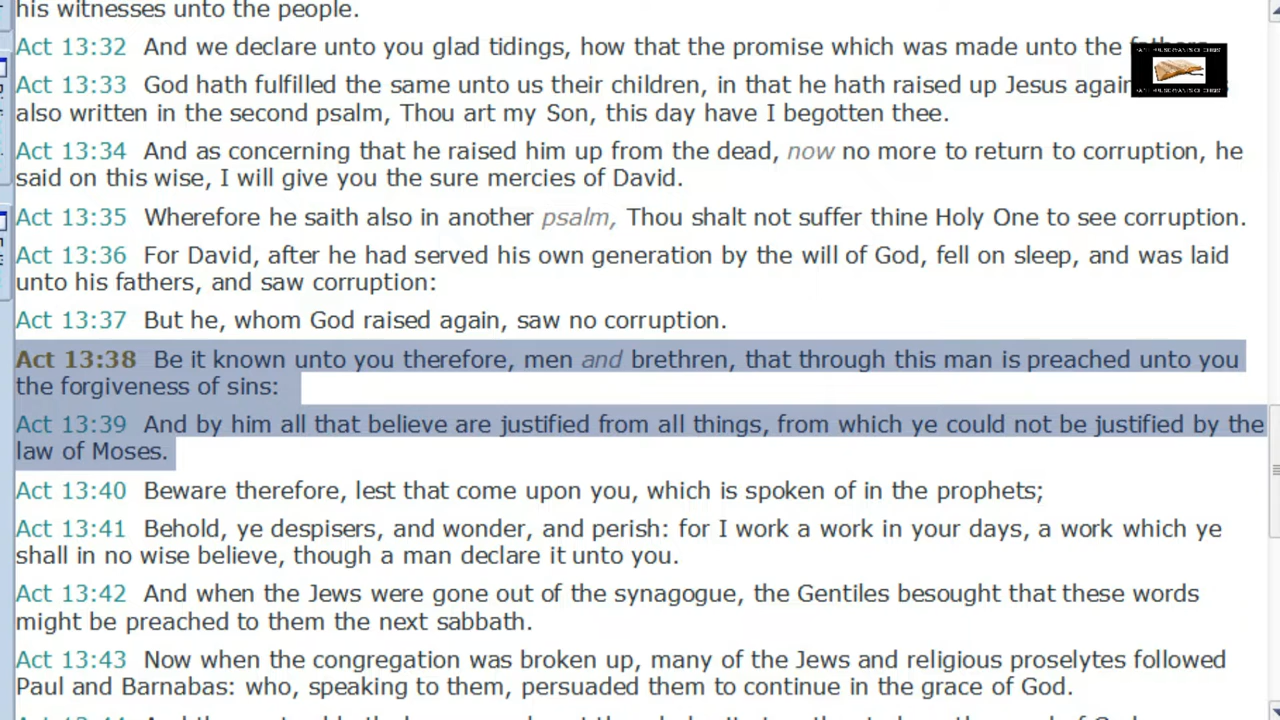 his witnesses unto the people.
Act 13:32 And we declare unto you glad tidings, how that the promise which was made unto the fathers,
Act 13:33 God hath fulfilled the same unto us their children, in that he hath raised up Jesus again
also written in the second psalm, Thou art my Son, this day have I begotten thee.
Act 13:34 And as concerning that he raised him up from the dead, now no more to return to corruption, he
said on this wise, I will give you the sure mercies of David.
Act 13:35 Wherefore he saith also in another psalm, Thou shalt not suffer thine Holy One to see corruption.
Act 13:36 For David, after he had served his own generation by the will of God, fell on sleep, and was laid
unto his fathers, and saw corruption:
Act 13:37 But he, whom God raised again, saw no corruption.
Act 13:38 Be it known unto you therefore, men and brethren, that through this man is preached unto you
the forgiveness of sins:
Act 13:39 And by him all that believe are justified from all things, from which ye could not be justified by the
law of Moses.
Act 13:40 Beware therefore, lest that come upon you, which is spoken of in the prophets;
Act 13:41 Behold, ye despisers, and wonder, and perish: for I work a work in your days, a work which ye
shall in no wise believe, though a man declare it unto you.
Act 13:42 And when the Jews were gone out of the synagogue, the Gentiles besought that these words
might be preached to them the next sabbath.
Act 13:43 Now when the congregation was broken up, many of the Jews and religious proselytes followed
Paul and Barnabas: who, speaking to them, persuaded them to continue in the grace of God.